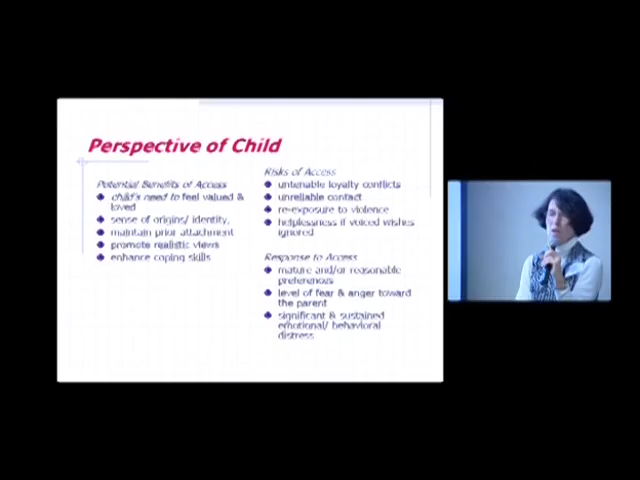 Perspective of Child
Potential Benefits of Access
child's need to feel valued &
loved
sense of origins/ identity,
maintain prior attachment
promote realistic views
enhance coping skills
Risks of Access
untenable loyalty conflicts
unreliable contact
re-exposure to violence
helplessness if voiced wishes
ignored
Response to Access
mature and/or reasonable
preferences
level of fear & anger toward
the parent
significant & sustained
emotional/ behavioral
distress